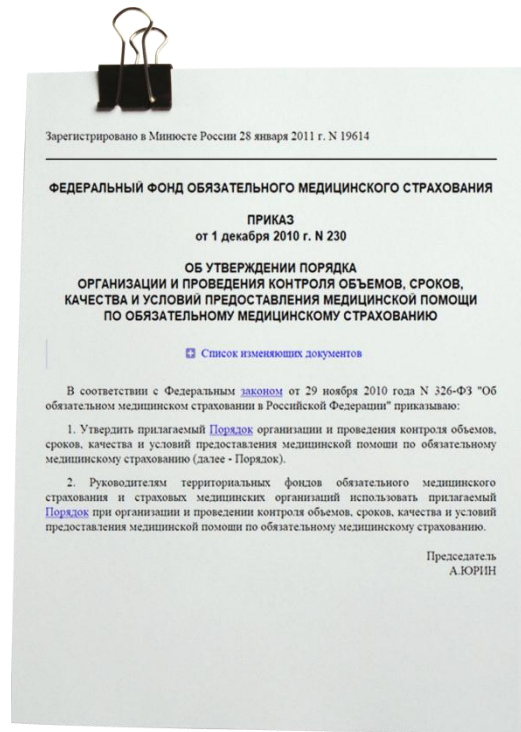 Зарегистрировано в Минюсте России 28 января 2011 г. N 19614
ФЕДЕРАЛЬНЫЙ ФОНД ОБЯЗАТЕЛЬНОГО МЕДИЦИНСКОГО СТРАХОВАНИЯ
ПРИКАЗ
от 1 декабря 2010 г. N 230
ОБ УТВЕРЖДЕНИИ ПОРЯДКА
ОРГАНИЗАЦИИ И ПРОВЕДЕНИЯ КОНТРОЛЯ ОБЪЕМОВ, СРОКОВ,
КАЧЕСТВА И УСЛОВИЙ ПРЕДОСТАВЛЕНИЯ МЕДИЦИНСКОЙ ПОМОЩИ
ПО ОБЯЗАТЕЛЬНОМУ МЕДИЦИНСКОМУ СТРАХОВАНИЮ
Список изменяющих документов
В соответствии с Федеральным законом от 29 ноября 2010 года N 326-ФЗ "Об
обязательном медицинском страховании в Российской Федерации" приказываю:
1. Утвердить прилагаемый Порядок организации и проведения контроля объемов,
сроков, качества и условий предоставления медицинской помощи по обязательному
медицинскому страхованию (далее - Порядок).
2. Руководителям территориальных фондов обязательного медицинского
страхования и страховых медицинских организаций использовать прилагаемый
Порядок при организации и проведении контроля объемов, сроков, качества и условий
предоставления медицинской помощи по обязательному медицинскому страхованию.
Председатель
А.ЮРИН